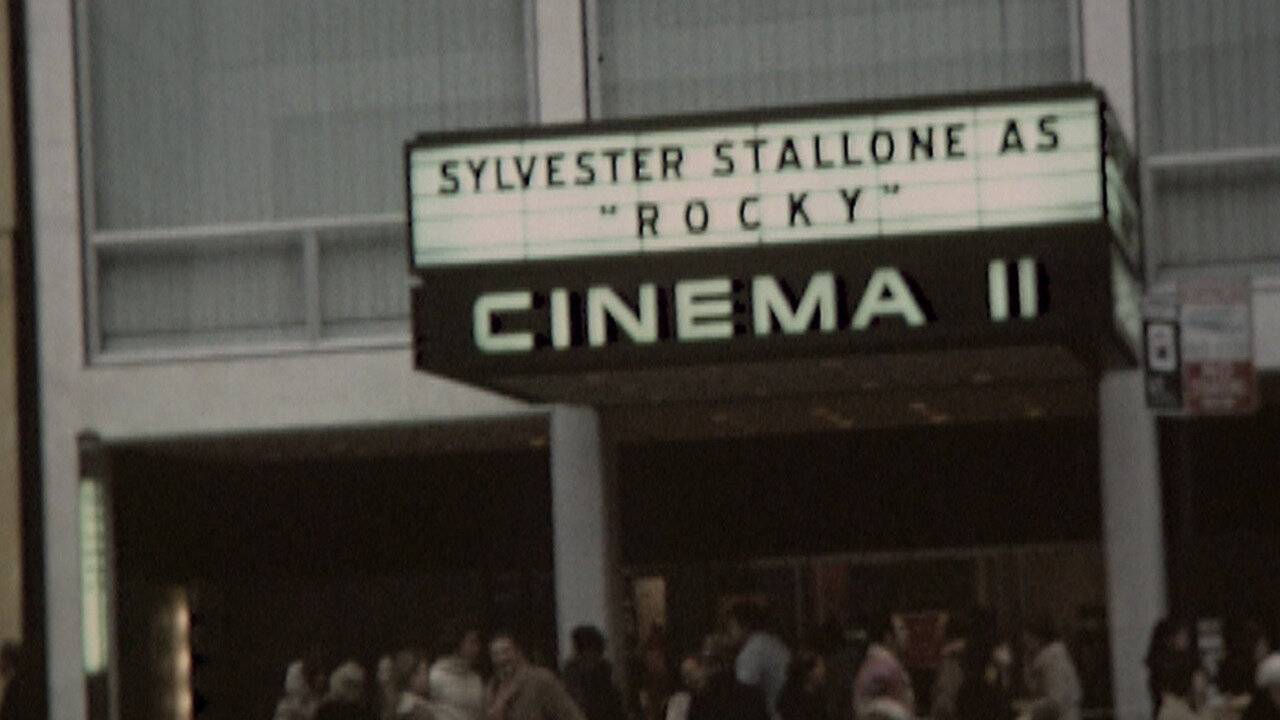 SYLVESTER STALLONE AS
"ROCKY"
CINEMA II